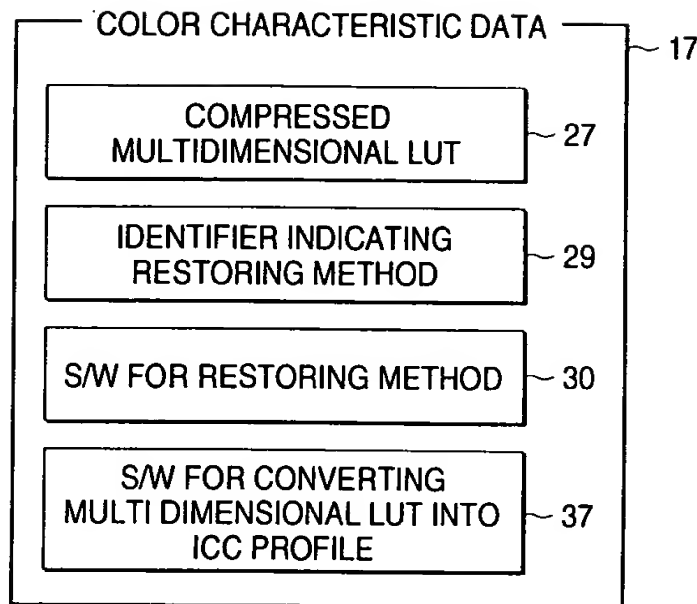 COLOR CHARACTERISTIC DATA
17
COMPRESSED
MULTIDIMENSIONAL LUT
27
IDENTIFIER INDICATING
RESTORING METHOD
29
S/W FOR RESTORING METHOD
30
S/W FOR CONVERTING
MULTI DIMENSIONAL LUT INTO
ICC PROFILE
37